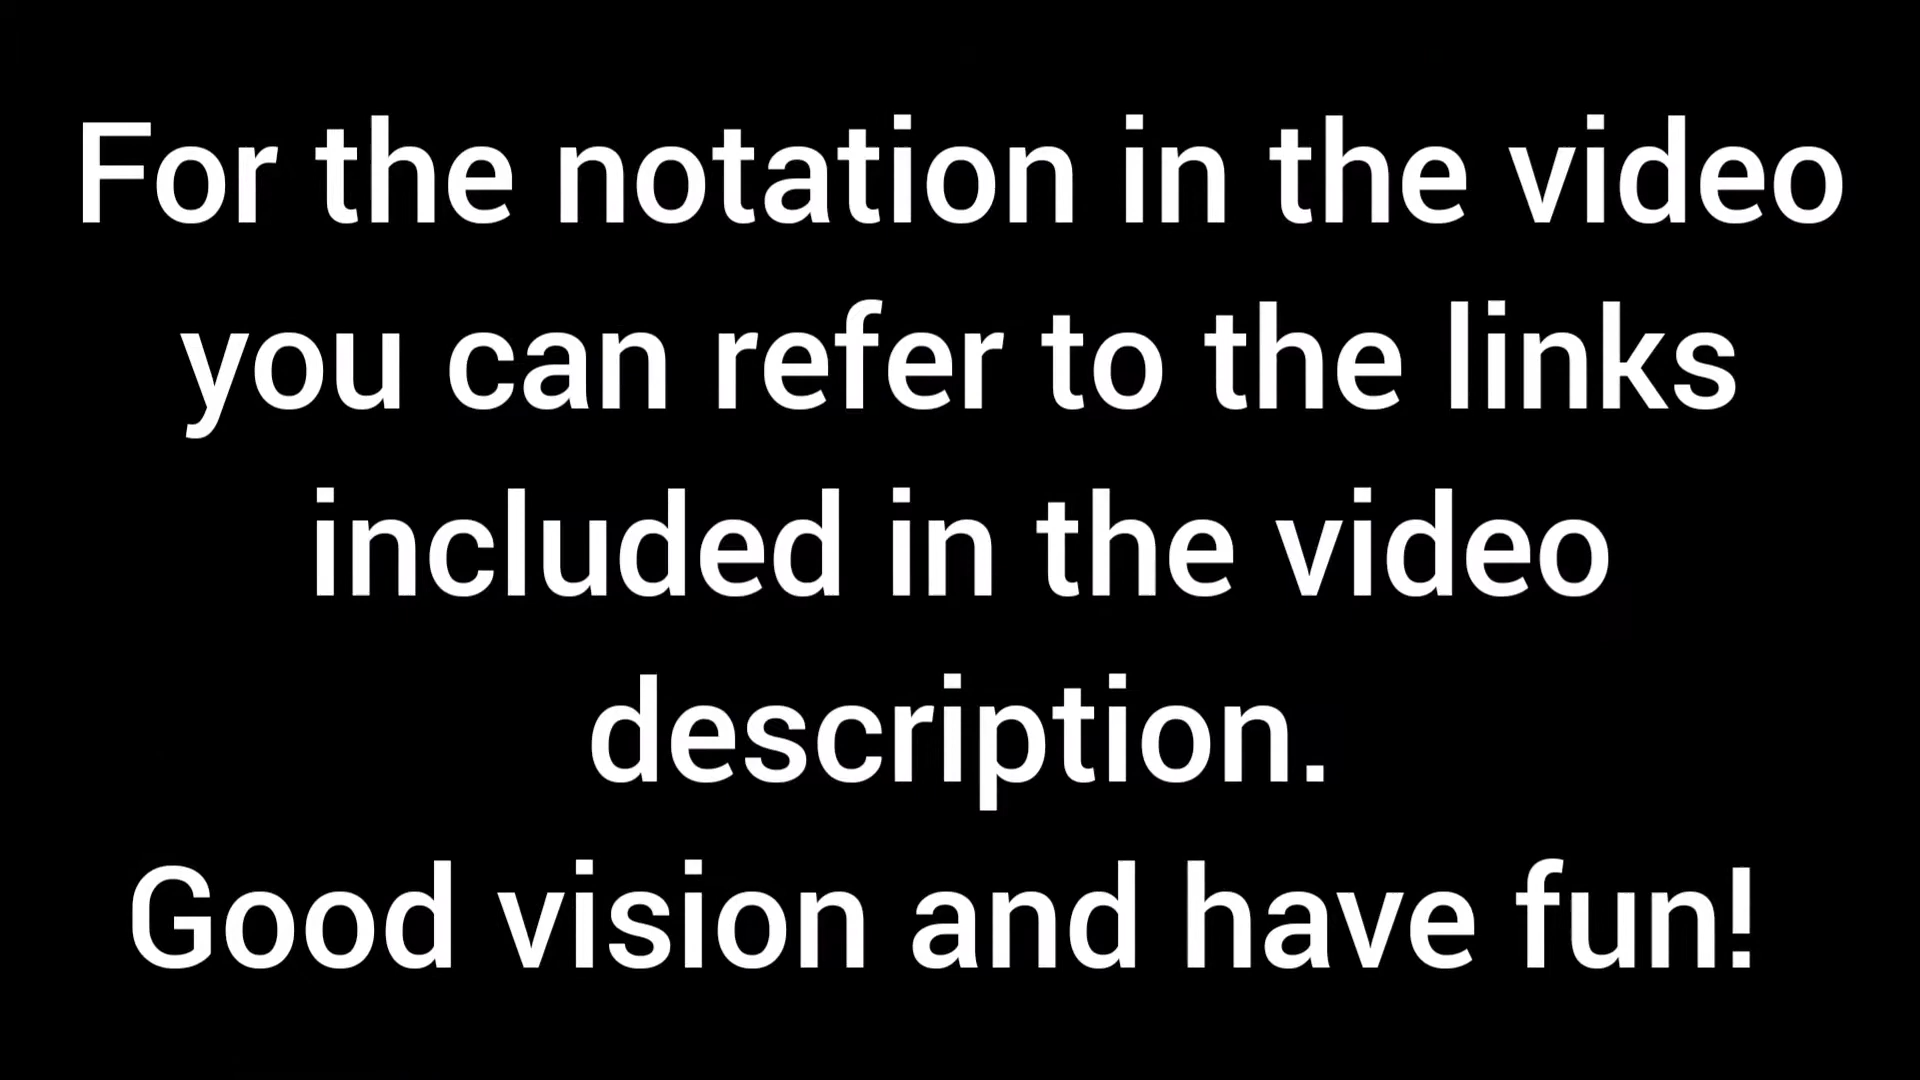 For the notation in the video
you can refer to the links
included in the video
description.
Good vision and have fun!